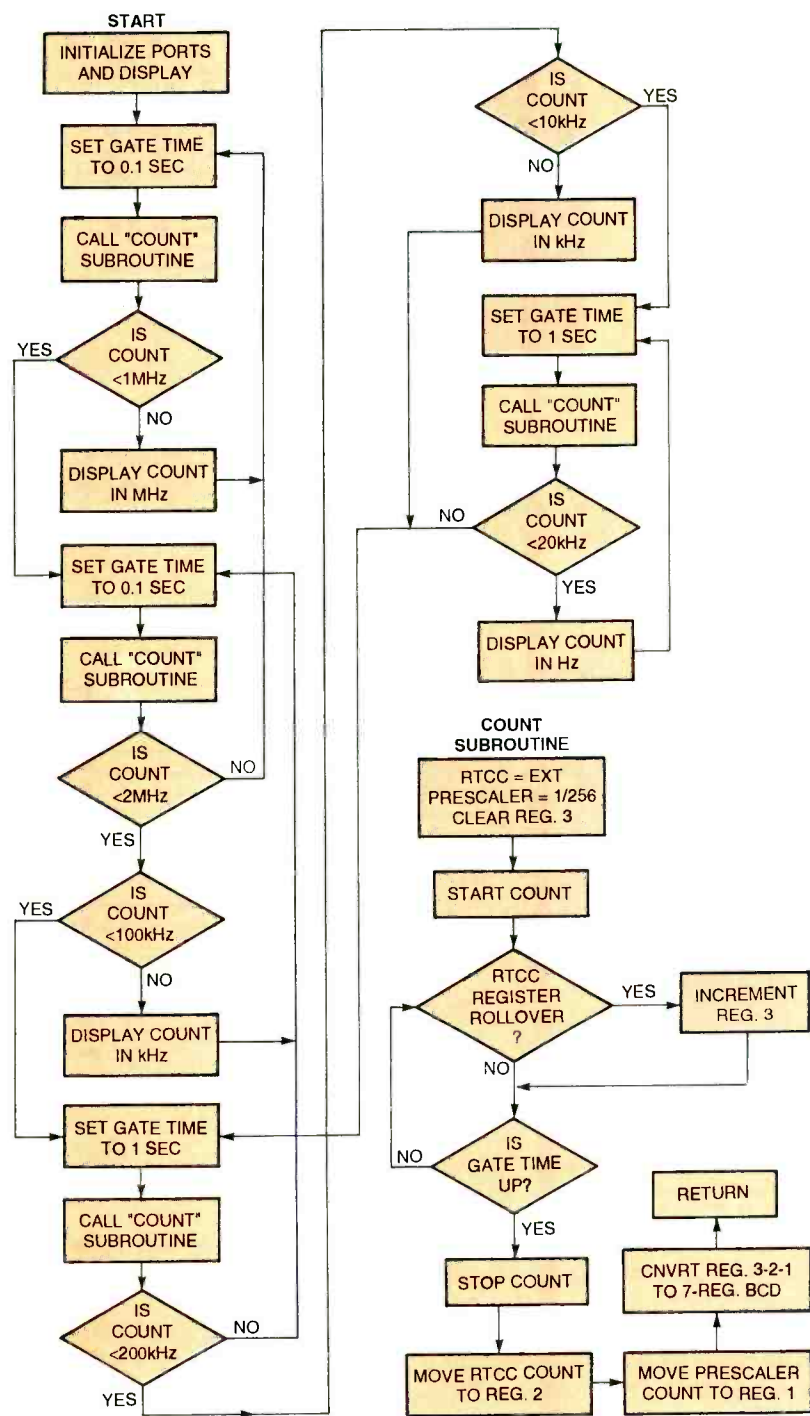 START
INITIALIZE PORTS
AND DISPLAY
SET GATE TIME
TO 0.1 SEC
CALL "COUNT"
SUBROUTINE
IS
COUNT
<1MHz
YES
NO
DISPLAY COUNT
IN MHz
SET GATE TIME
TO 0.1 SEC
CALL "COUNT"
SUBROUTINE
IS
COUNT
<2MHz
NO
YES
IS
COUNT
<100kHz
YES
NO
DISPLAY COUNT
IN kHz
SET GATE TIME
TO 1 SEC
CALL "COUNT"
SUBROUTINE
IS
COUNT
<200kHz
NO
YES
IS
COUNT
<10kHz
YES
NO
DISPLAY COUNT
IN kHz
SET GATE TIME
TO 1 SEC
CALL "COUNT"
SUBROUTINE
IS
COUNT
<20kHz
NO
YES
DISPLAY COUNT
IN Hz
COUNT
SUBROUTINE
RTCC = EXT
PRESCALER = 1/256
CLEAR REG. 3
START COUNT
RTCC
REGISTER
ROLLOVER
?
YES
INCREMENT
REG. 3
NO
IS
GATE TIME
UP?
NO
YES
STOP COUNT
MOVE RTCC COUNT
TO REG. 2
MOVE PRESCALER
COUNT TO REG. 1
CNVRT REG. 3-2-1
TO 7-REG. BCD
RETURN